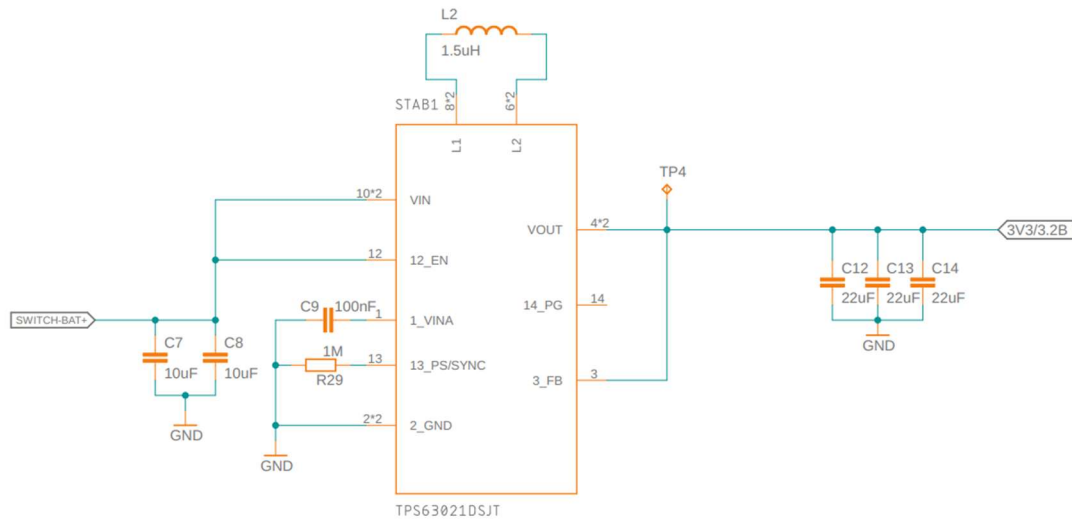 L2
1.5uH
STAB1
8*2
6*2
L1
L2
TP4
10*2
VIN
VOUT
4*2
3V3/3.2B
12
12_EN
C12
C13
C14
22uF
22uF
22uF
C9
100nF
14_PG
14
SWITCH-BAT+
1
1_VINA
GND
C7
C8
1M
13
13_PS/SYNC
10uF
10uF
R29
3_FB
3
2*2
2_GND
GND
GND
TPS63021DSJT